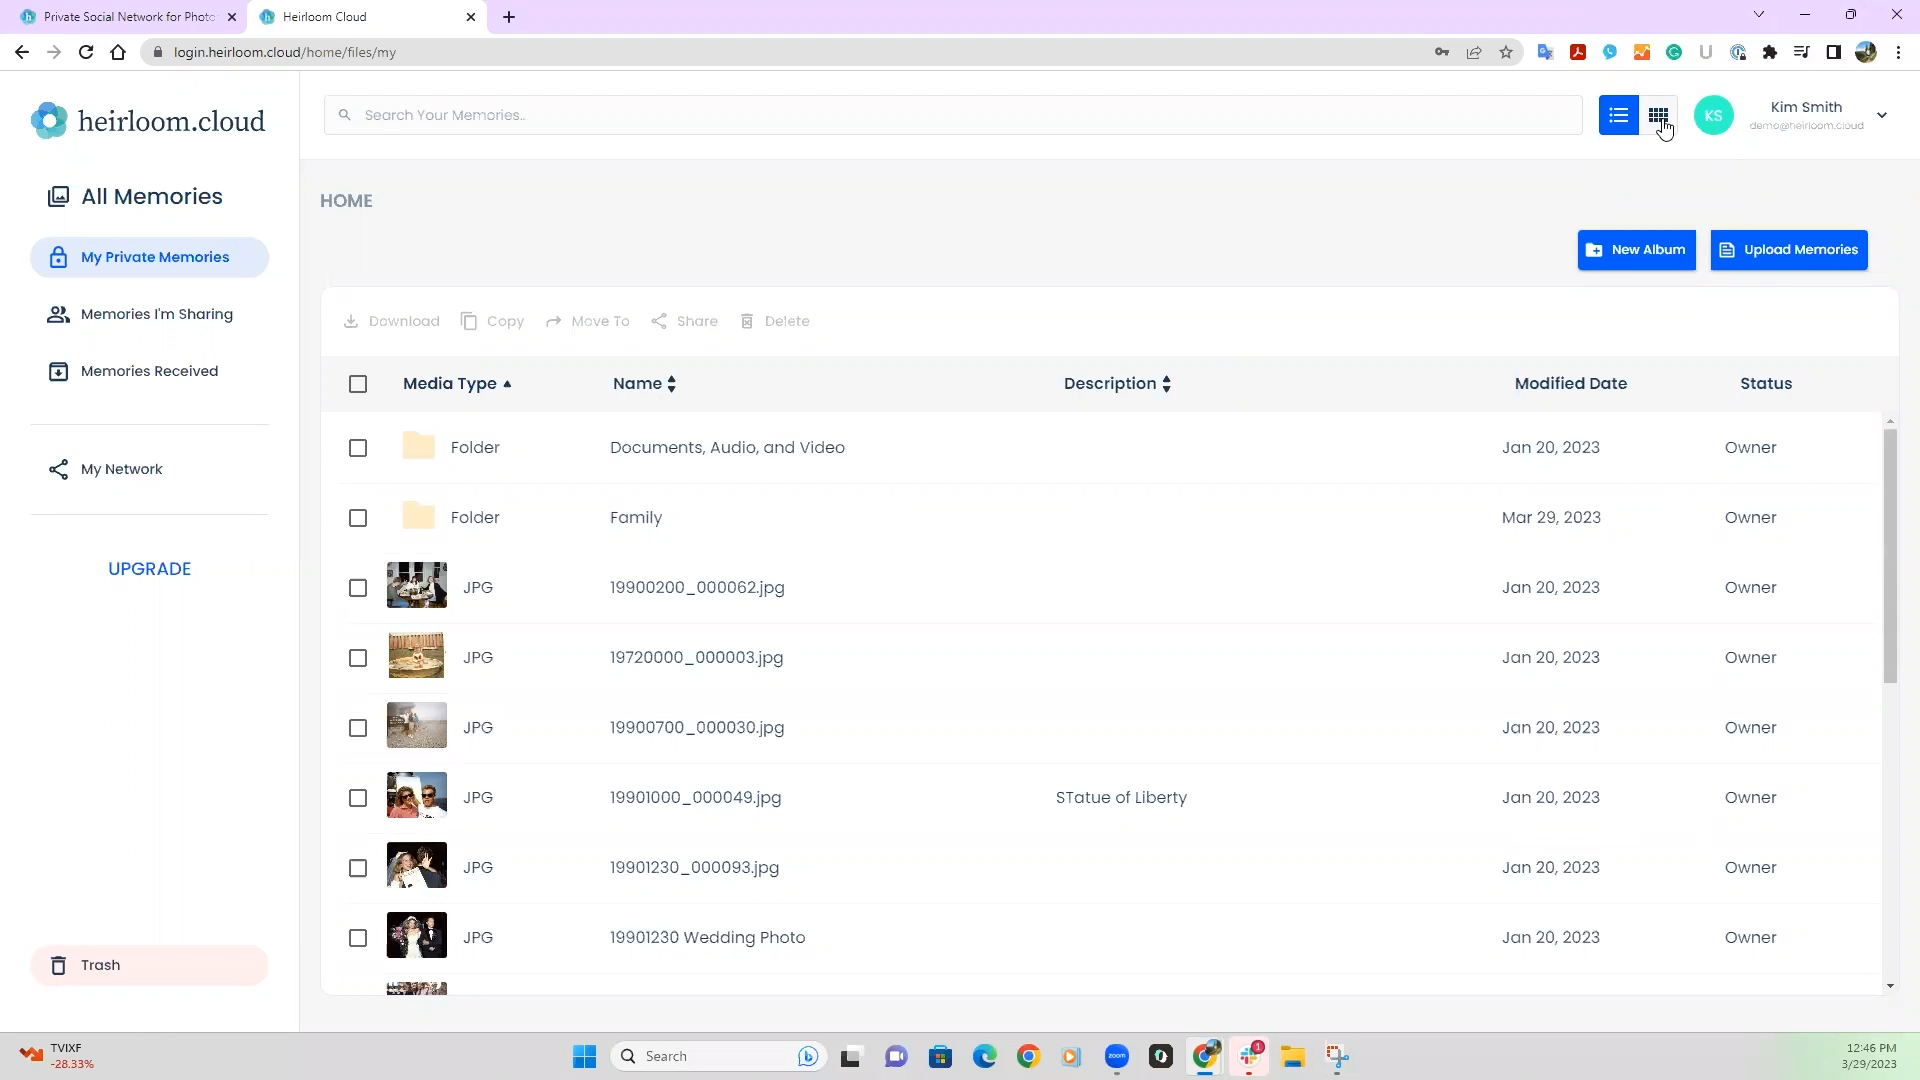 Private Social Network for Photo
Heirloom Cloud
login.heirloom.cloud/home/files/my
heirloom.cloud
Search Your Memories..
KS
Kim Smith
demo@heirloom.cloud
All Memories
My Private Memories
Memories I'm Sharing
Memories Received
My Network
UPGRADE
Trash
HOME
New Album
Upload Memories
Download
Copy
Move To
Share
Delete
Media Type
Name
Description
Modified Date
Status
Folder
Documents, Audio, and Video
Jan 20, 2023
Owner
Folder
Family
Mar 29, 2023
Owner
JPG
19900200_000062.jpg
Jan 20, 2023
Owner
JPG
19720000_000003.jpg
Jan 20, 2023
Owner
JPG
19900700_000030.jpg
Jan 20, 2023
Owner
JPG
19901000_000049.jpg
STatue of Liberty
Jan 20, 2023
Owner
JPG
19901230_000093.jpg
Jan 20, 2023
Owner
JPG
19901230 Wedding Photo
Jan 20, 2023
Owner
TVIXF
-28.33%
Search
zoom
1
12:46 PM
3/29/2023